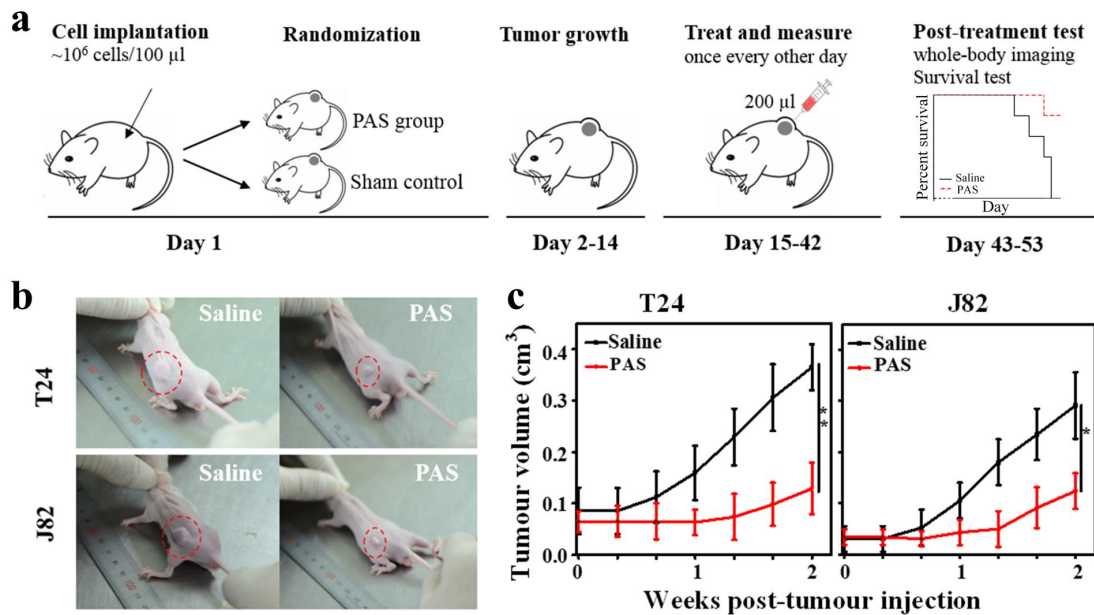 a
Cell implantation
~10⁶ cells/100 µl
Randomization
PAS group
Sham control
Tumor growth
Treat and measure
once every other day
200 µl
Post-treatment test
whole-body imaging
Survival test
Percent survival
Saline
PAS
Day
Day 1
Day 2-14
Day 15-42
Day 43-53
b
Saline
PAS
T24
Saline
PAS
J82
c
T24
J82
Tumour volume (cm³)
Saline
PAS
0.4
0.3
0.2
0.1
0.0
**
0
1
2
Saline
PAS
*
0
1
2
Weeks post-tumour injection